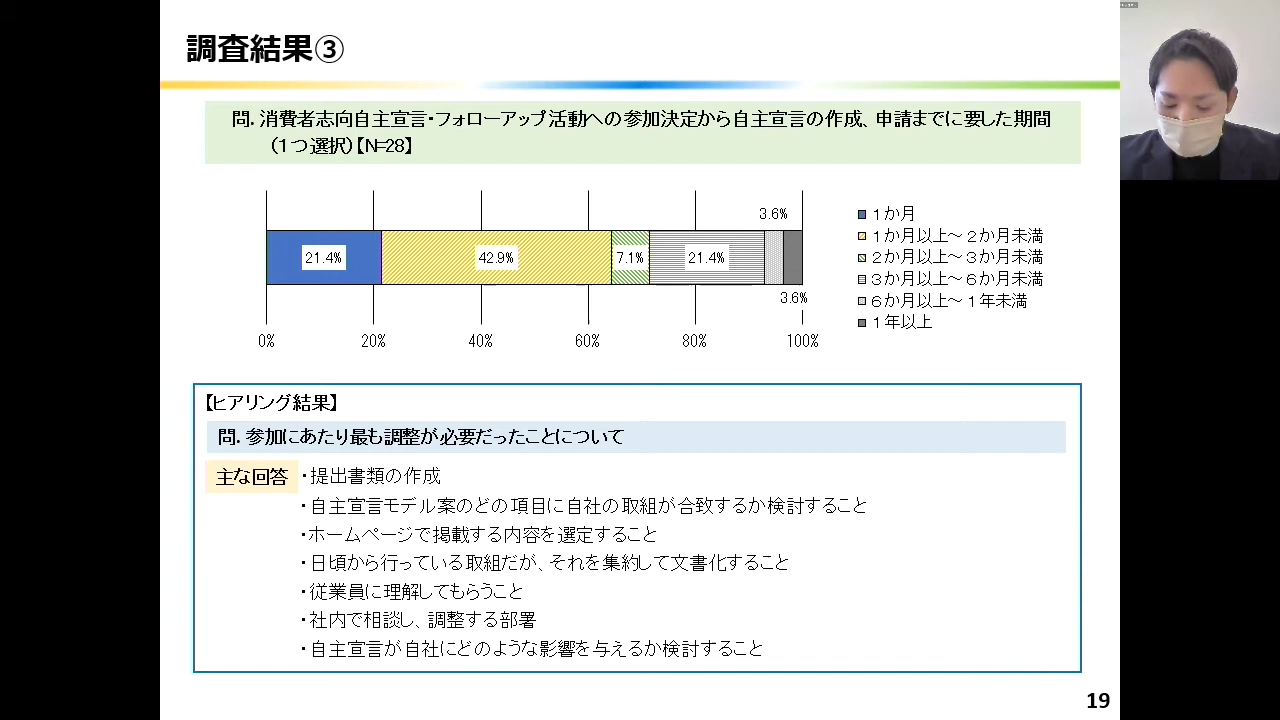 調査結果③
問. 消費者志向自主宣言・フォローアップ活動への参加決定から自主宣言の作成、申請までに要した期間
（１つ選択）【N=28】
3.6%
21.4%
42.9%
7.1%
21.4%
3.6%
0%
20%
40%
60%
80%
100%
１か月
１か月以上～２か月未満
２か月以上～３か月未満
３か月以上～６か月未満
６か月以上～１年未満
１年以上
【ヒアリング結果】
問. 参加にあたり最も調整が必要だったことについて
主な回答
・提出書類の作成
・自主宣言モデル案のどの項目に自社の取組が合致するか検討すること
・ホームページで掲載する内容を選定すること
・日頃から行っている取組だが、それを集約して文書化すること
・従業員に理解してもらうこと
・社内で相談し、調整する部署
・自主宣言が自社にどのような影響を与えるか検討すること
19